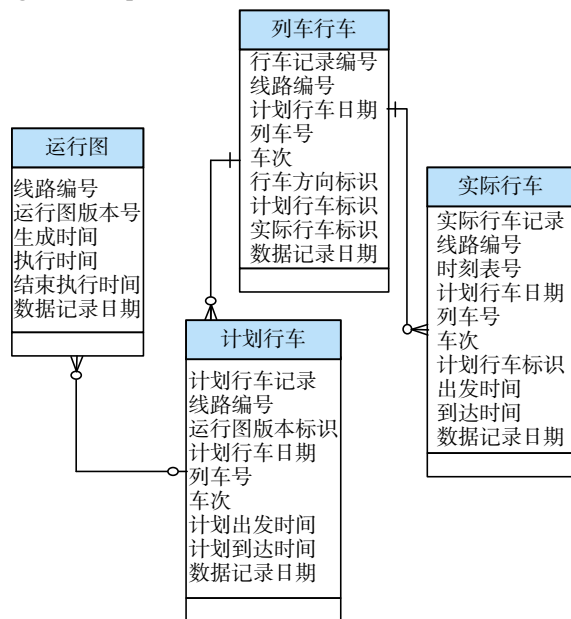 列车行车
行车记录编号
线路编号
计划行车日期
列车号
车次
行车方向标识
计划行车标识
实际行车标识
数据记录日期
运行图
线路编号
运行图版本号
生成时间
执行时间
结束执行时间
数据记录日期
实际行车
实际行车记录
线路编号
时刻表号
计划行车日期
列车号
车次
计划行车标识
出发时间
到达时间
数据记录日期
计划行车
计划行车记录
线路编号
运行图版本标识
计划行车日期
列车号
车次
计划出发时间
计划到达时间
数据记录日期